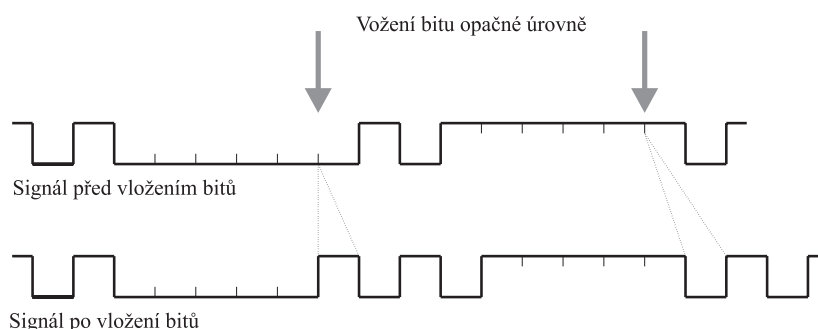 Vožení bitu opačné úrovně
Signál před vložením bitů
Signál po vložení bitů